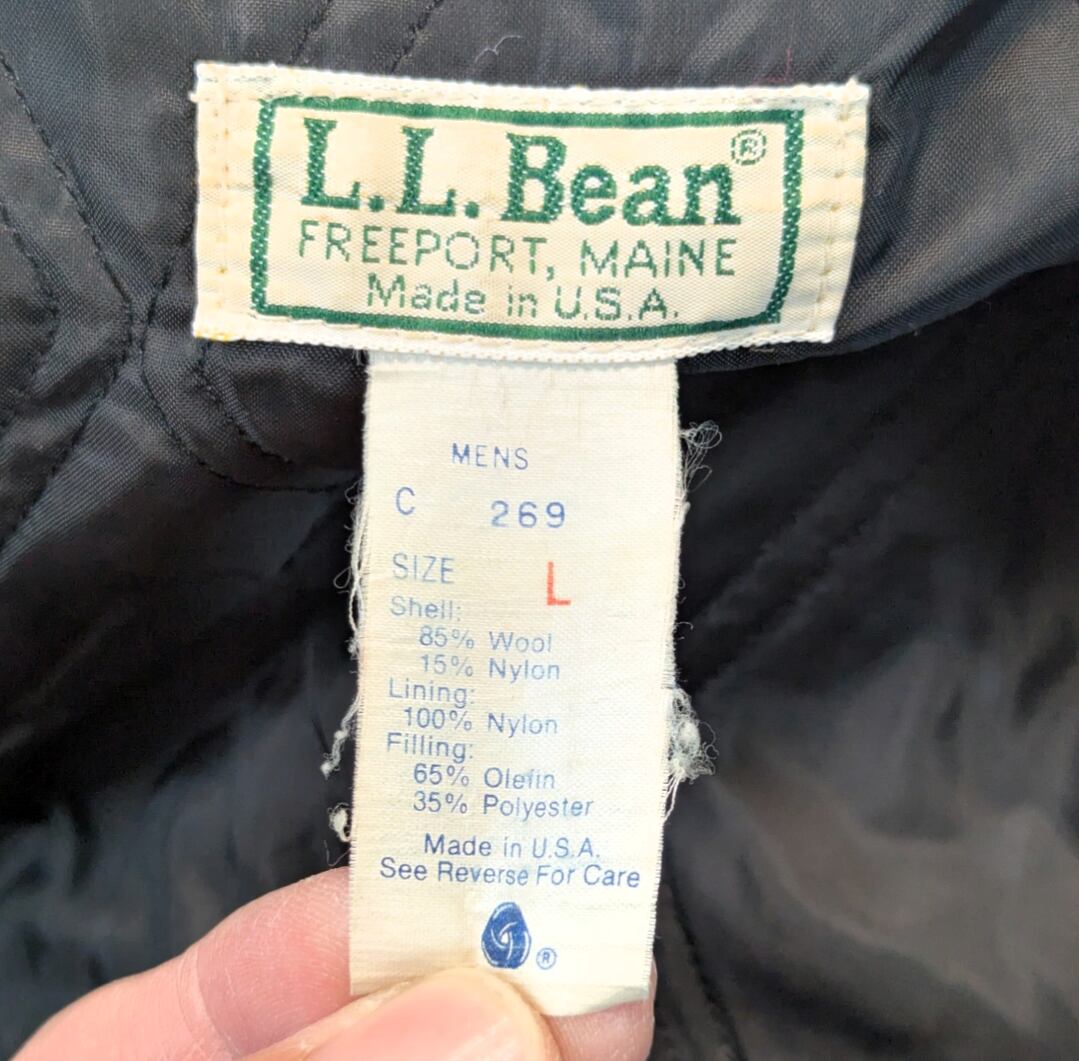 L.L.Bean®
FREEPORT, MAINE
Made in U.S.A.
MENS
C 269
SIZE L
Shell:
85% Wool
15% Nylon
Lining:
100% Nylon
Filling:
65% Olefin
35% Polyester
Made in U.S.A.
See Reverse For Care
®